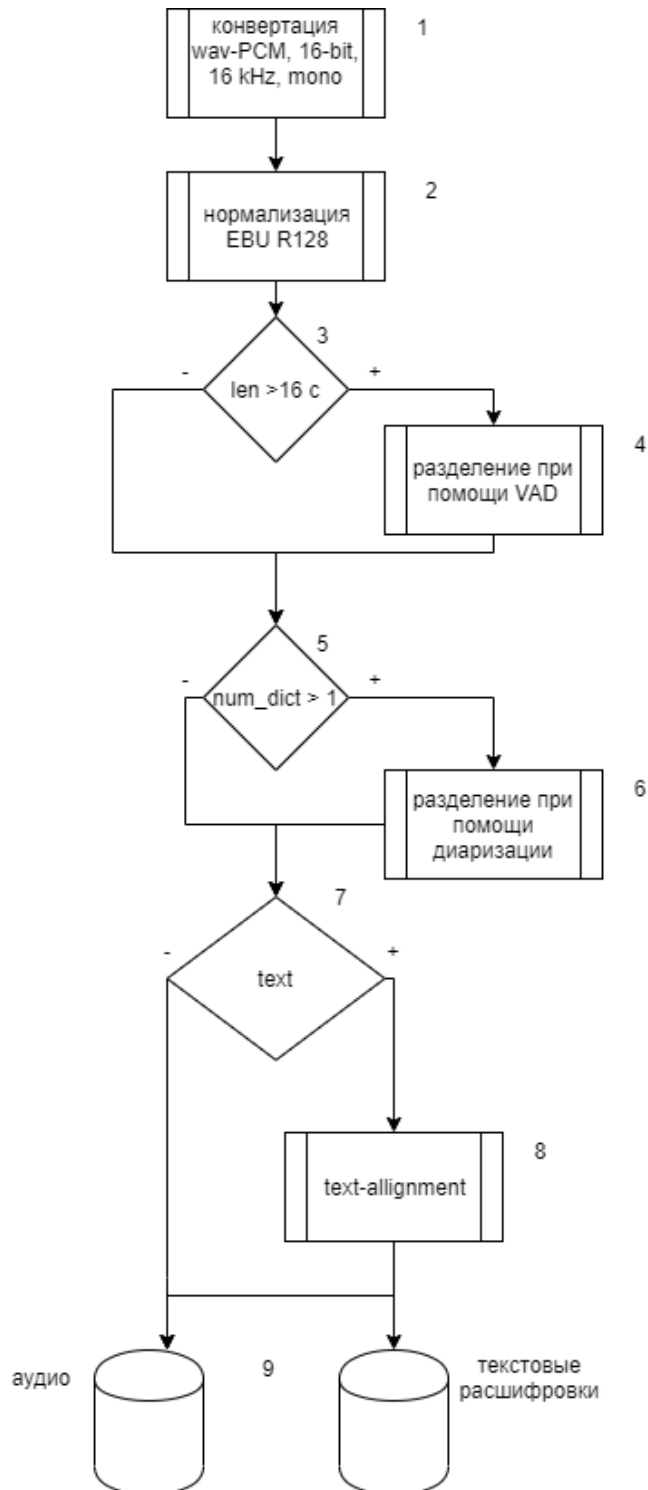 конвертация
wav-PCM, 16-bit,
16 kHz, mono
1
нормализация
EBU R128
2
3
-
+
len >16 с
разделение при
помощи VAD
4
5
-
+
num_dict > 1
разделение при
помощи
диаризации
6
7
-
+
text
text-allignment
8
аудио
9
текстовые
расшифровки